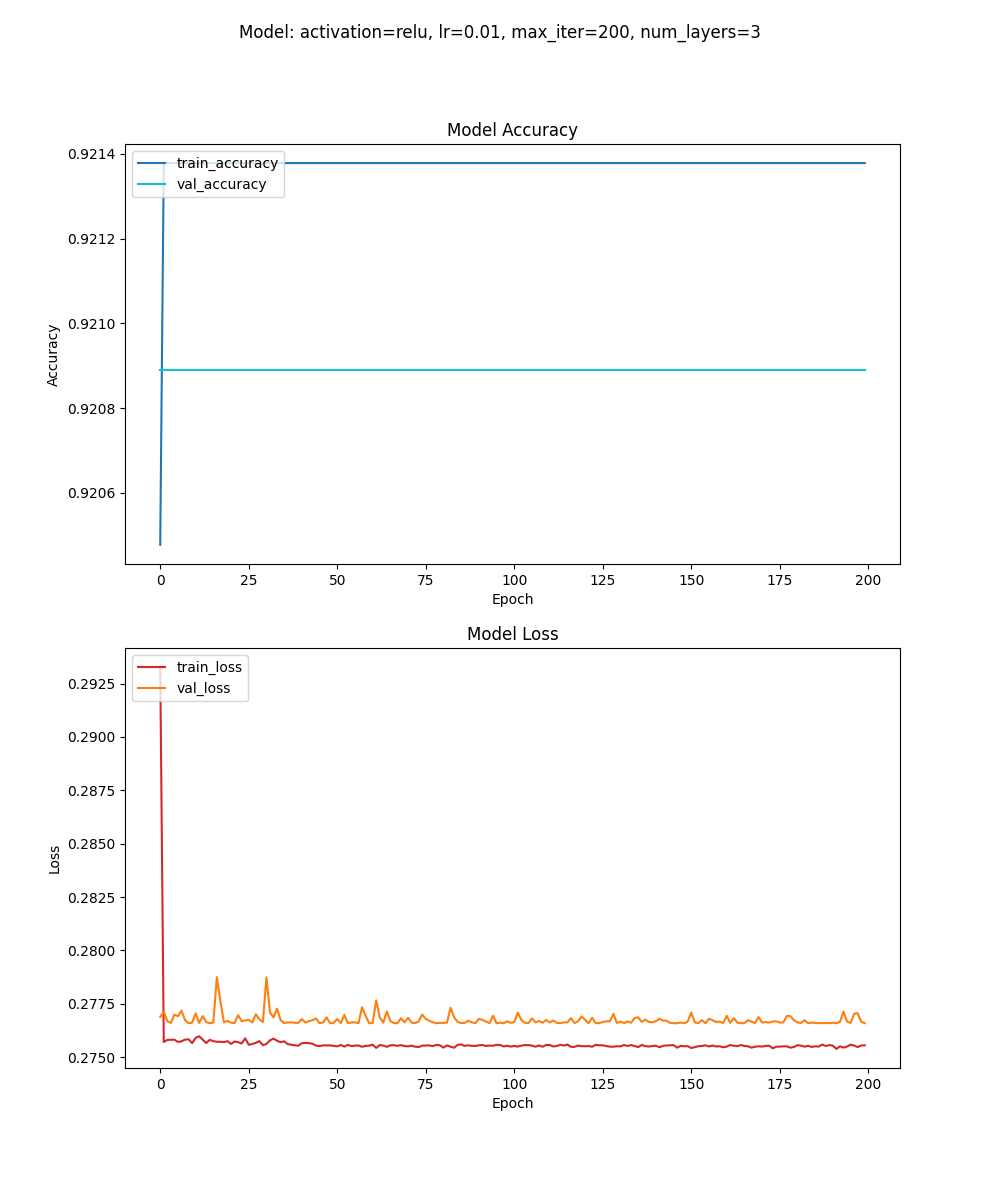 Model: activation=relu, lr=0.01, max_iter=200, num_layers=3
Model Accuracy
0.9214
0.9212
0.9210
0.9208
0.9206
Accuracy
train_accuracy
val_accuracy
0 25 50 75 100 125 150 175 200
Epoch
Model Loss
0.2925
0.2900
0.2875
0.2850
0.2825
0.2800
0.2775
0.2750
Loss
train_loss
val_loss
0 25 50 75 100 125 150 175 200
Epoch